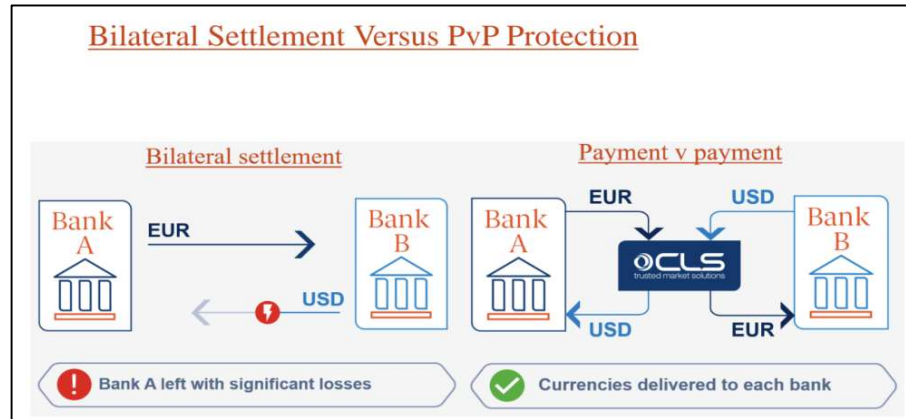 Bilateral Settlement Versus PvP Protection
Bilateral settlement
Bank
A
EUR
USD
Bank
B
Bank A left with significant losses
Payment v payment
Bank
A
EUR
USD
CLS
trusted market solutions
USD
EUR
Bank
B
Currencies delivered to each bank